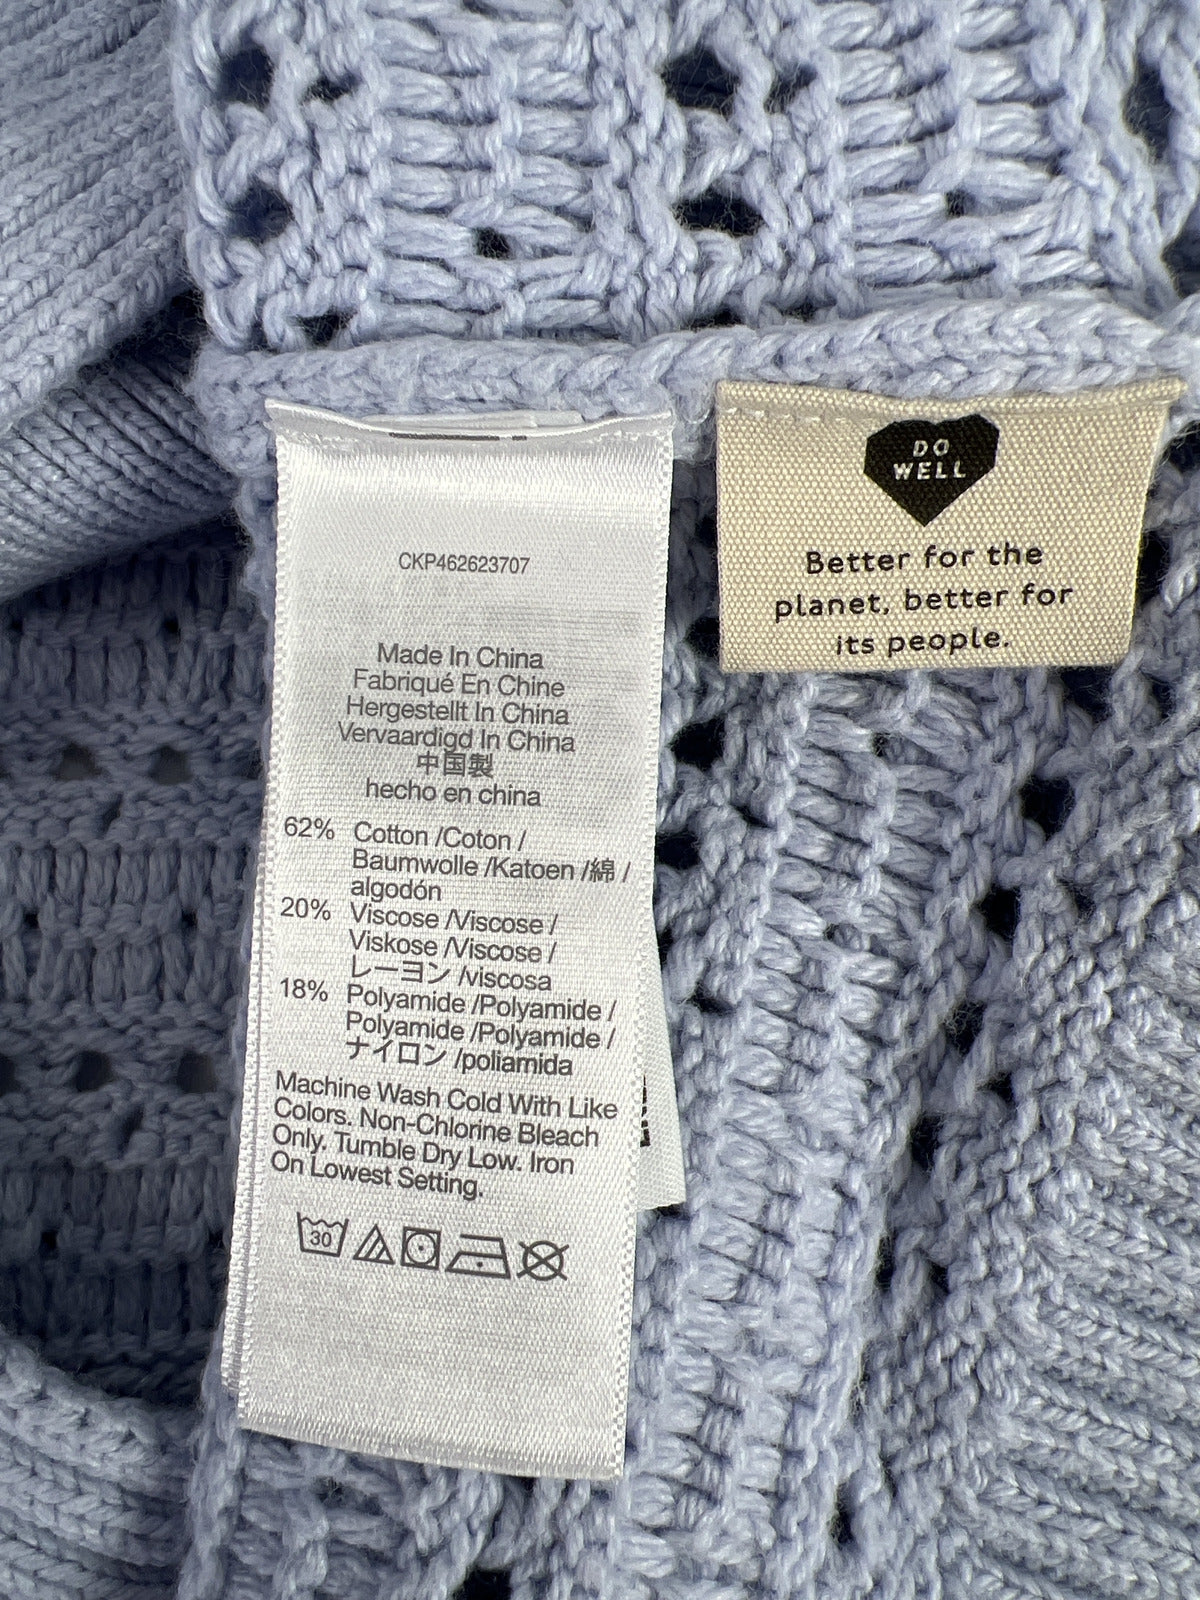 CKP462623707
Made In China
Fabriqué En Chine
Hergestellt In China
Vervaardigd In China
中国製
hecho en china
62% Cotton /Coton /
Baumwolle /Katoen /綿 /
algodón
20% Viscose /Viscose /
Viskose /Viscose /
レーヨン /viscosa
18% Polyamide /Polyamide /
Polyamide /Polyamide /
ナイロン /poliamida
Machine Wash Cold With Like
Colors. Non-Chlorine Bleach
Only. Tumble Dry Low. Iron
On Lowest Setting.
30
DO
WELL
Better for the
planet, better for
its people.